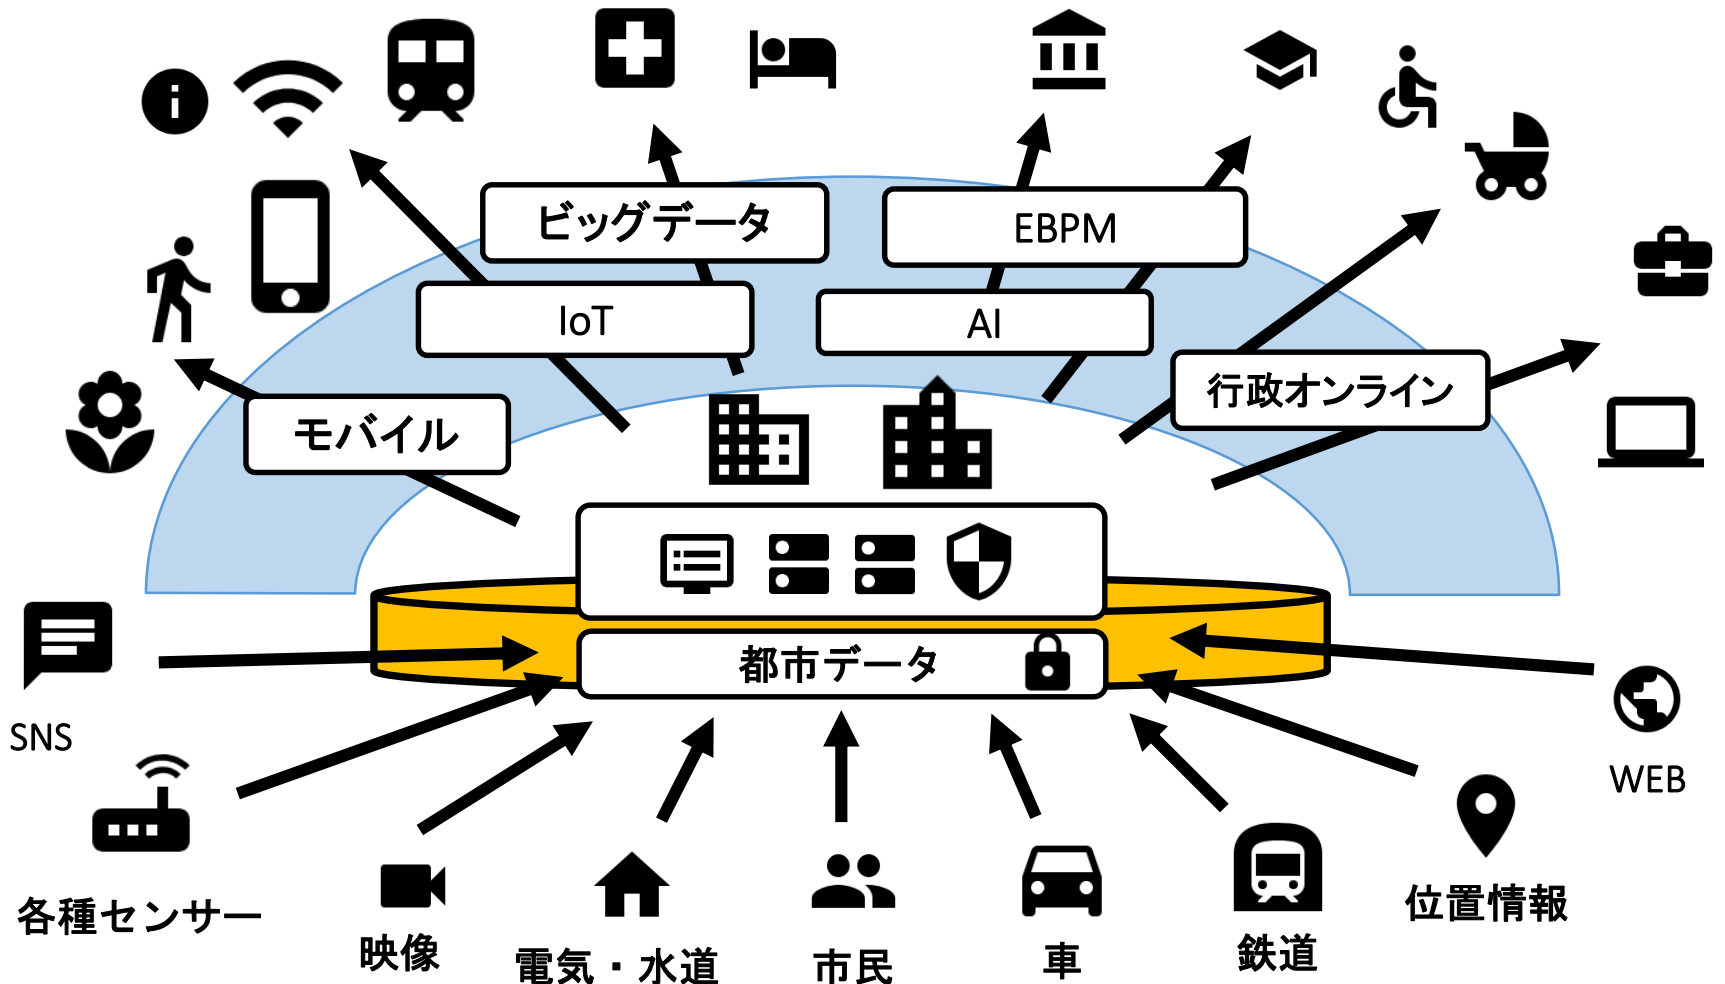 ビッグデータ
EBPM
IoT
AI
行政オンライン
モバイル
都市データ
SNS
WEB
各種センサー
映像
電気・水道
市民
車
鉄道
位置情報